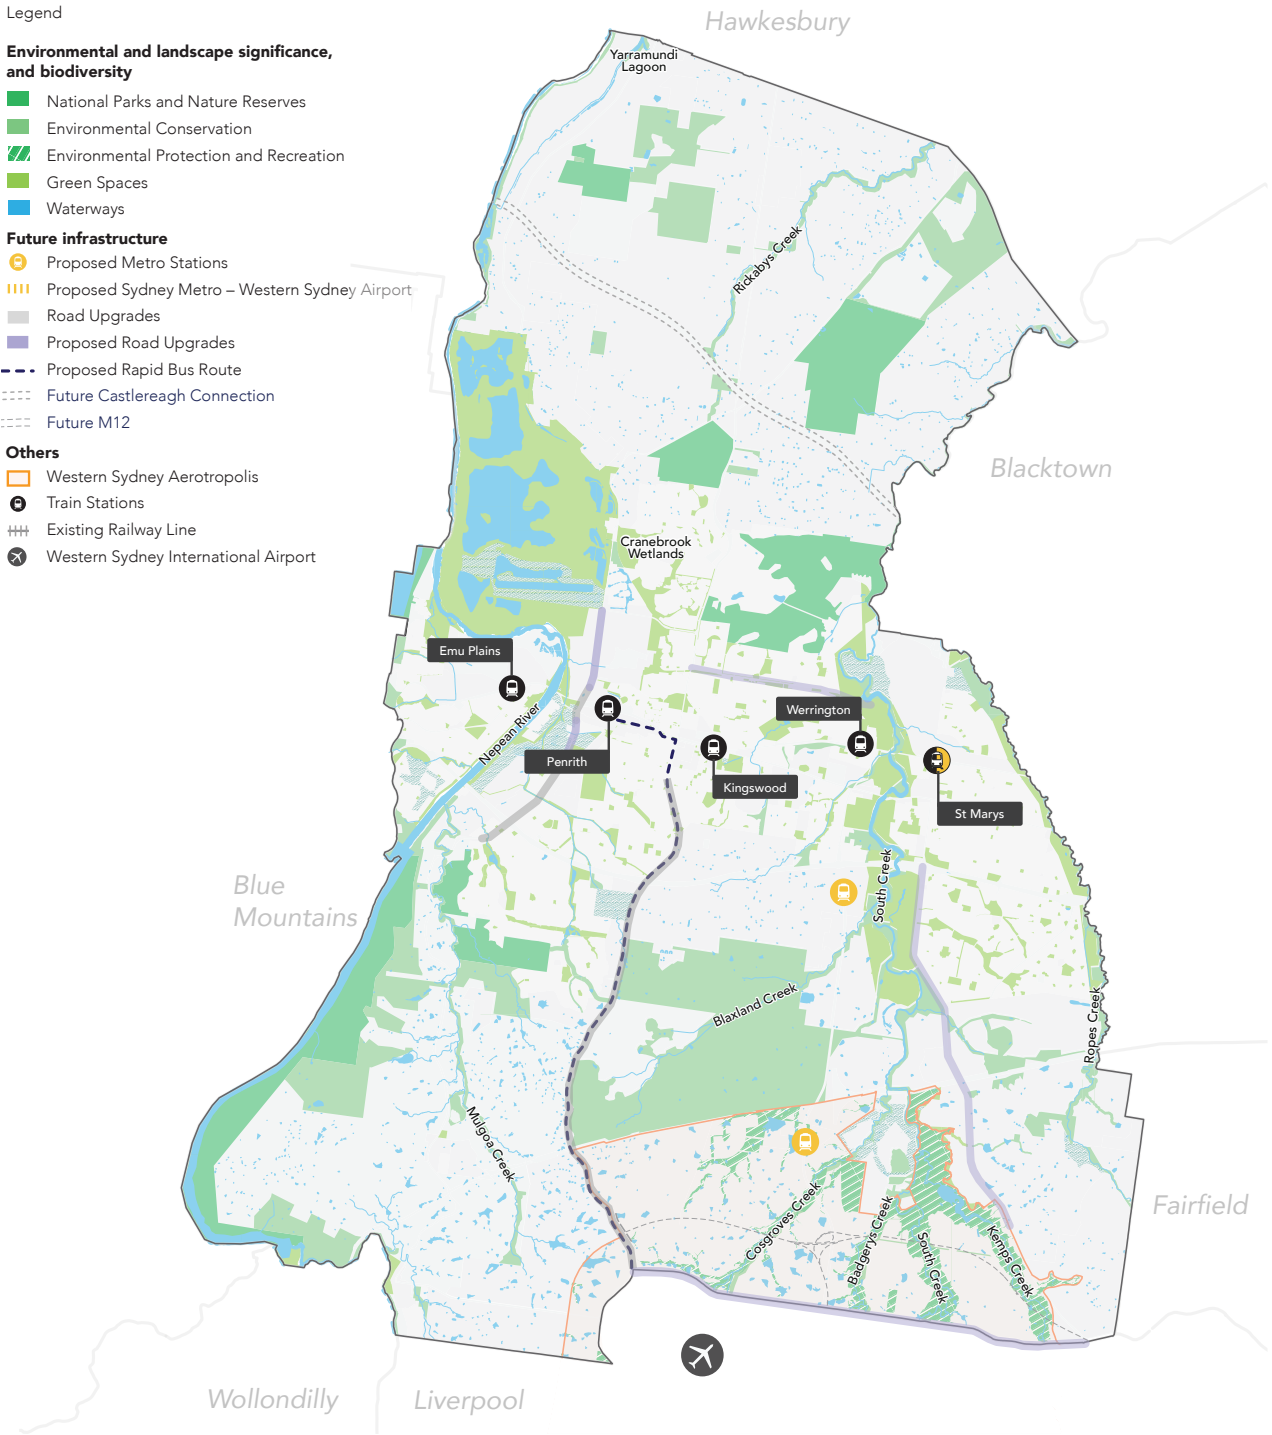 Legend
Environmental and landscape significance,
and biodiversity
National Parks and Nature Reserves
Environmental Conservation
Environmental Protection and Recreation
Green Spaces
Waterways
Future infrastructure
Proposed Metro Stations
Proposed Sydney Metro – Western Sydney Airport
Road Upgrades
Proposed Road Upgrades
Proposed Rapid Bus Route
Future Castlereagh Connection
Future M12
Others
Western Sydney Aerotropolis
Train Stations
Existing Railway Line
Western Sydney International Airport
Hawkesbury
Yarramundi
Lagoon
Rickabys Creek
Blacktown
Cranebrook
Wetlands
Emu Plains
Nepean River
Penrith
Kingswood
Werrington
St Marys
South Creek
Blue
Mountains
Blaxland Creek
Ropes Creek
Mulgoa Creek
Cosgroves Creek
Badgerys Creek
South Creek
Kemps Creek
Fairfield
Wollondilly
Liverpool